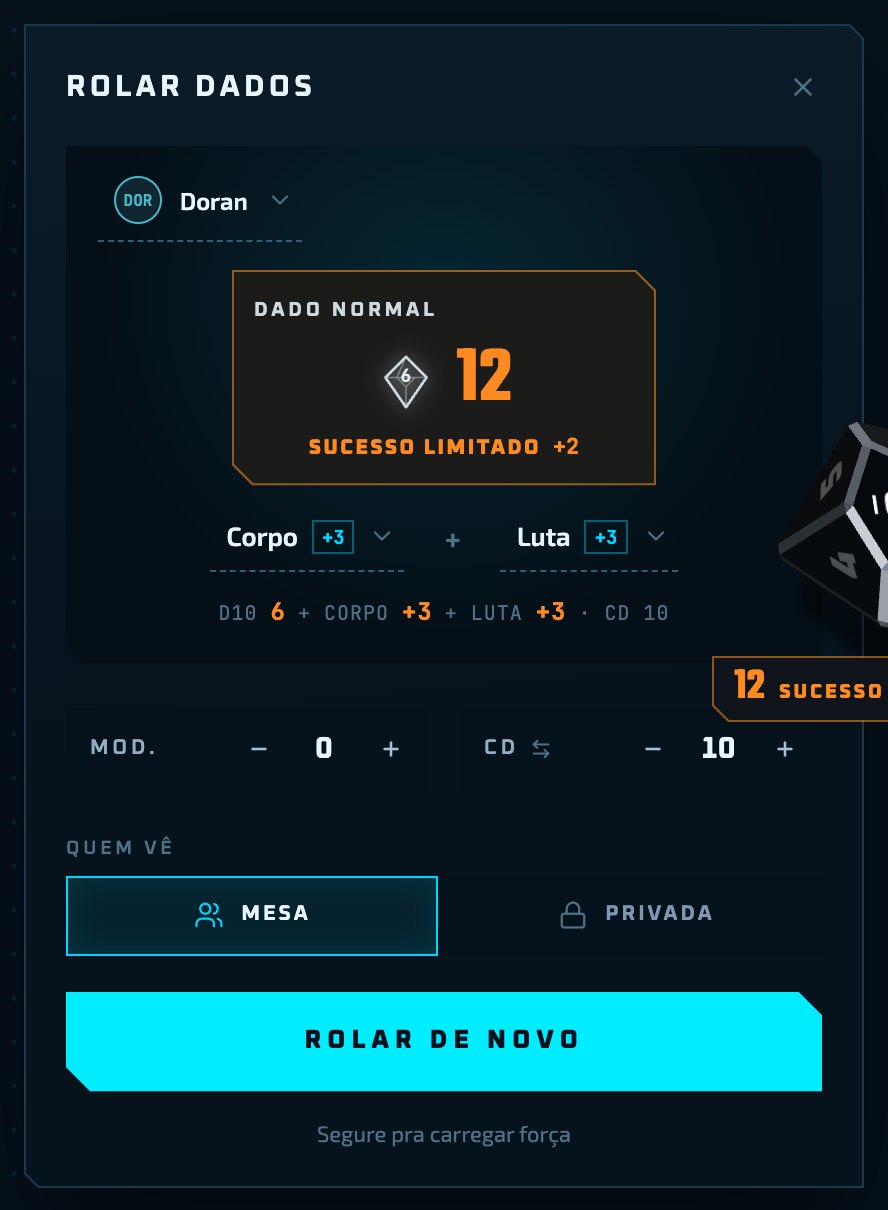 ROLAR DADOS
DOR Doran
DADO NORMAL
6 12
SUCESSO LIMITADO +2
5
4
Corpo +3 + Luta +3
D10 6 + CORPO +3 + LUTA +3 · CD 10
12 SUCESSO
MOD. − 0 + CD − 10 +
QUEM VÊ
MESA PRIVADA
ROLAR DE NOVO
Segure pra carregar força